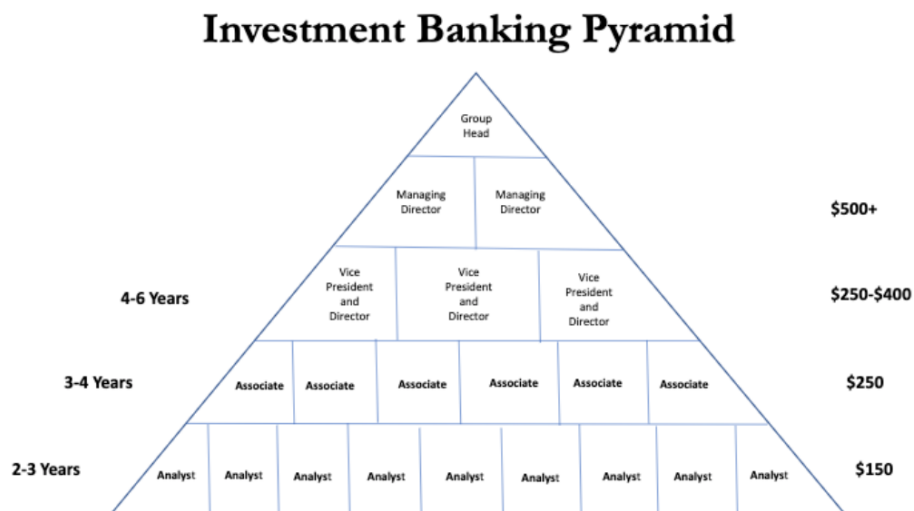 Investment Banking Pyramid
Group
Head
Managing
Director
Managing
Director
$500+
4-6 Years
Vice
President
and
Director
Vice
President
and
Director
Vice
President
and
Director
$250-$400
3-4 Years
Associate
Associate
Associate
Associate
Associate
Associate
$250
2-3 Years
Analyst
Analyst
Analyst
Analyst
Analyst
Analyst
Analyst
Analyst
Analyst
$150